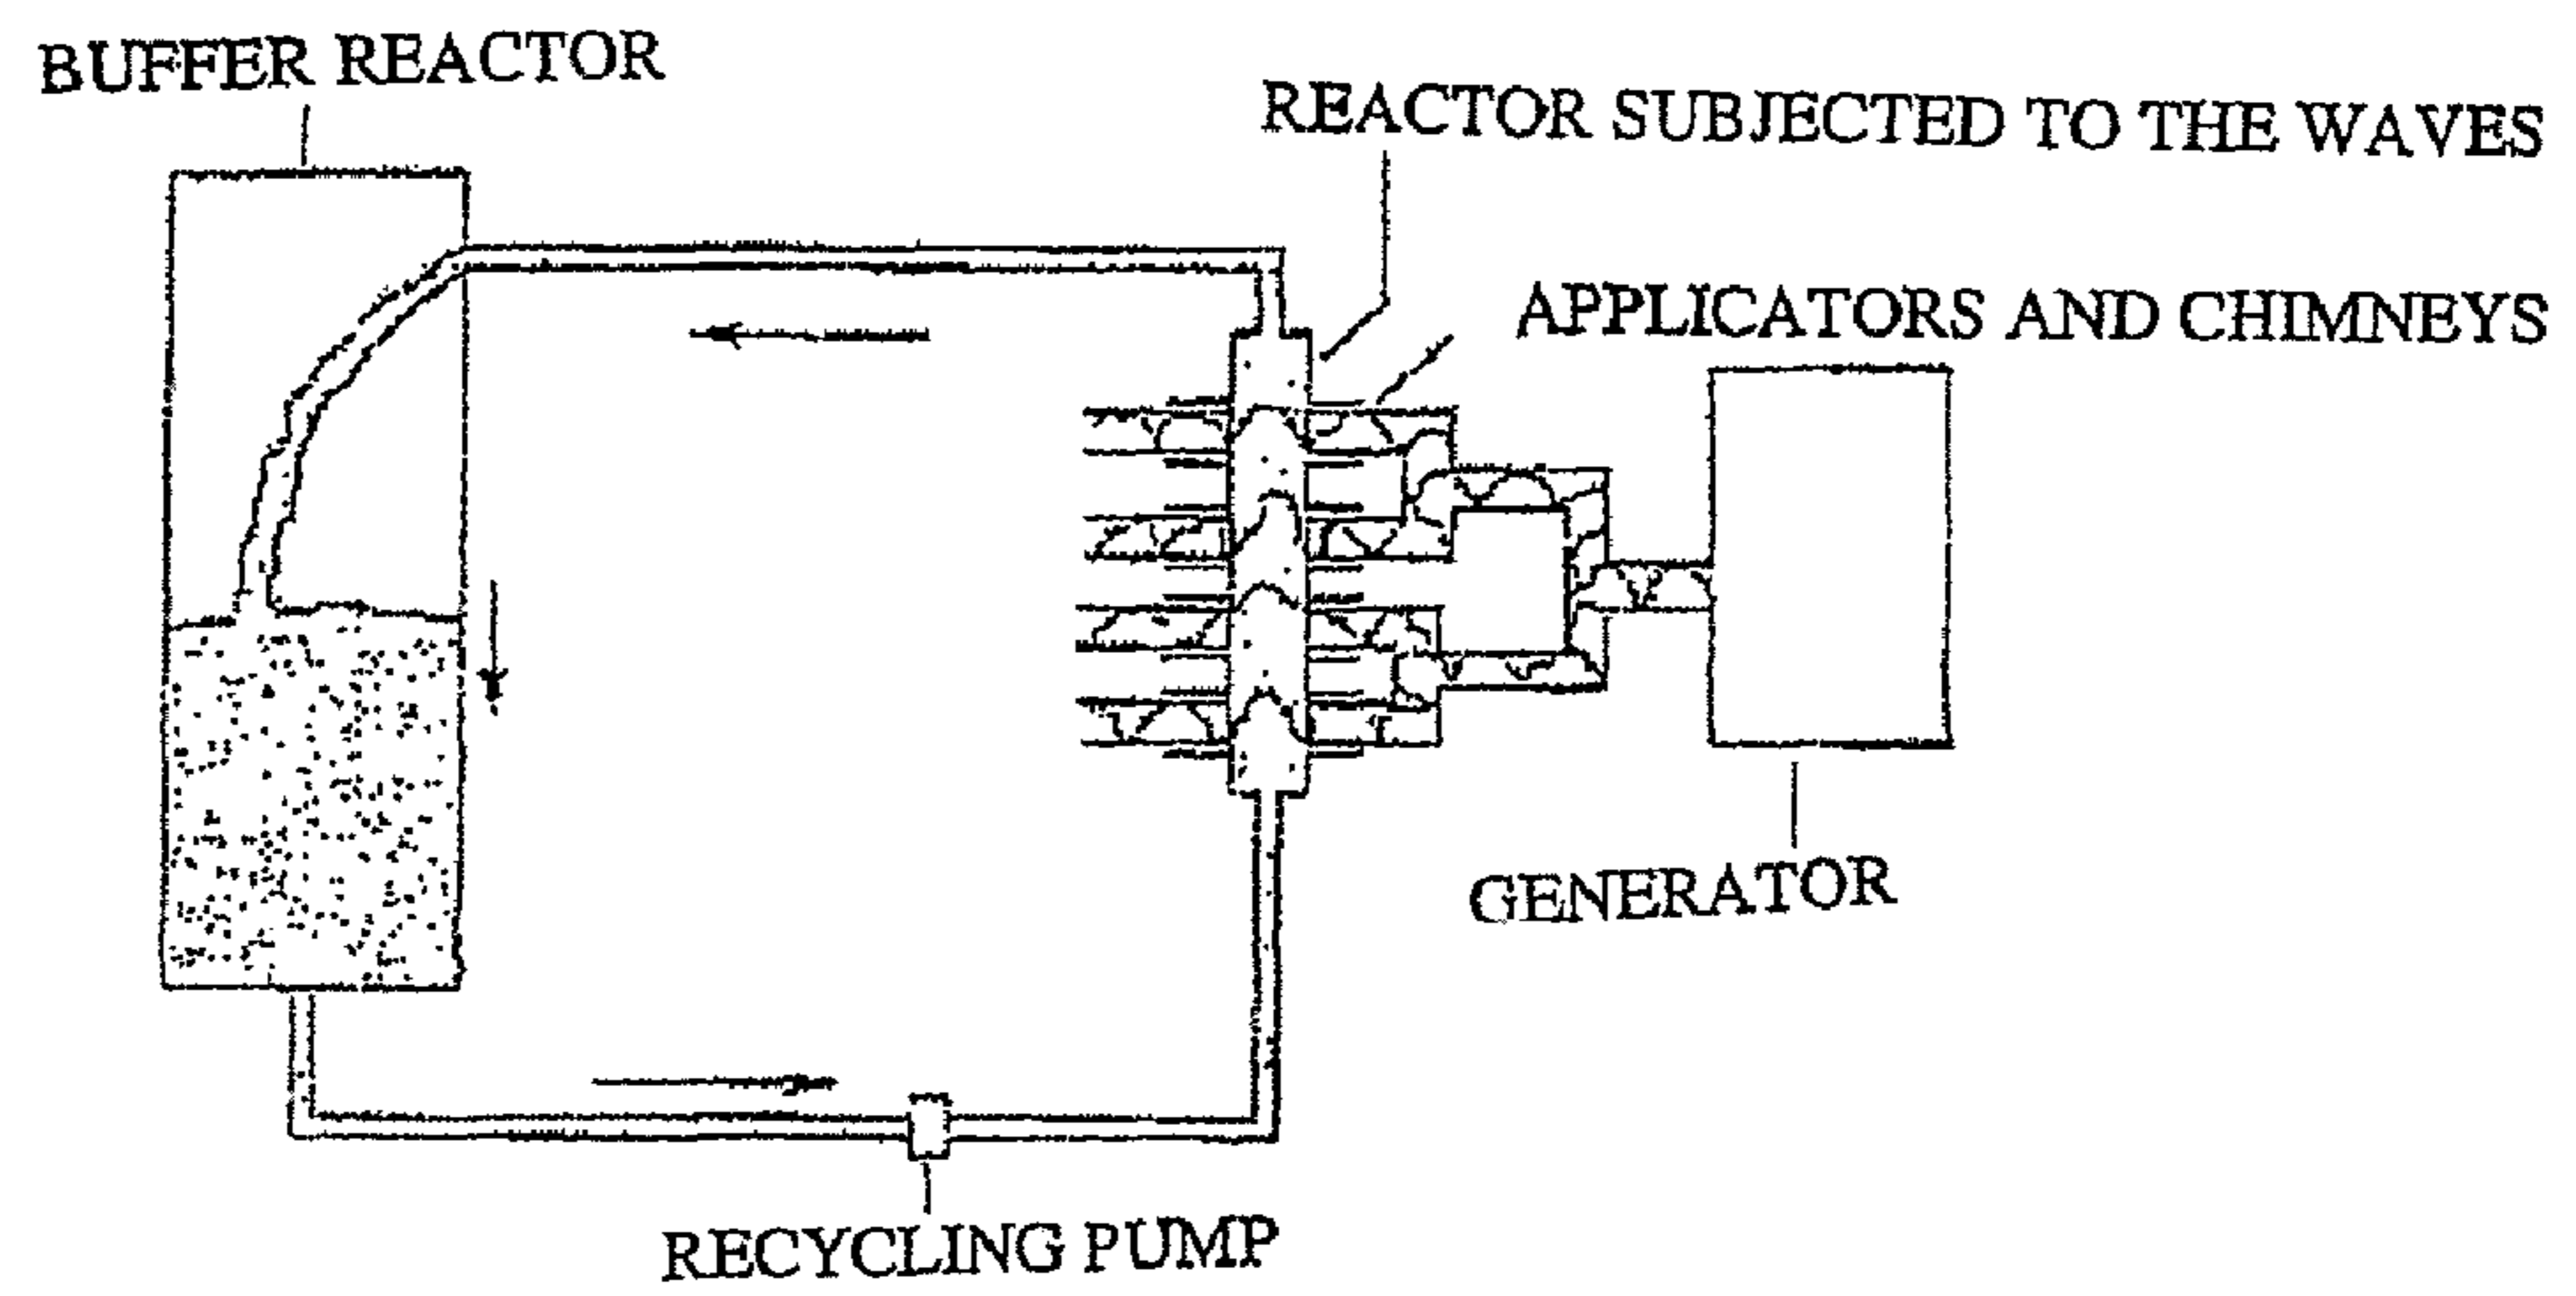 BUFFER REACTOR
REACTOR SUBJECTED TO THE WAVES
APPLICATORS AND CHIMNEYS
GENERATOR
RECYCLING PUMP